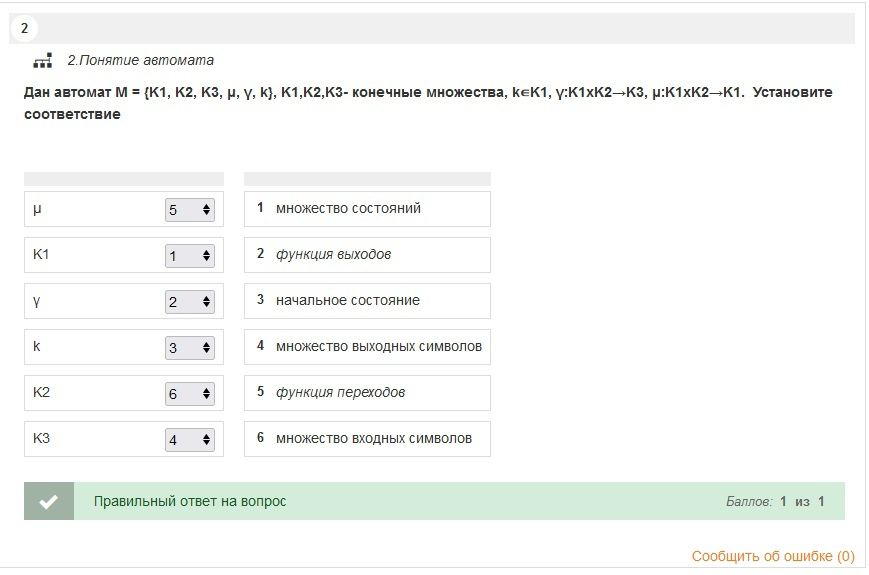 2
2.Понятие автомата
Дан автомат M = {K1, K2, K3, μ, γ, k}, K1,K2,K3- конечные множества, k∈K1, γ:K1xK2→K3, μ:K1xK2→K1.  Установите
соответствие
μ 5 1 множество состояний
K1 1 2 функция выходов
γ 2 3 начальное состояние
k 3 4 множество выходных символов
K2 6 5 функция переходов
K3 4 6 множество входных символов
Правильный ответ на вопрос Баллов: 1 из 1
Сообщить об ошибке (0)